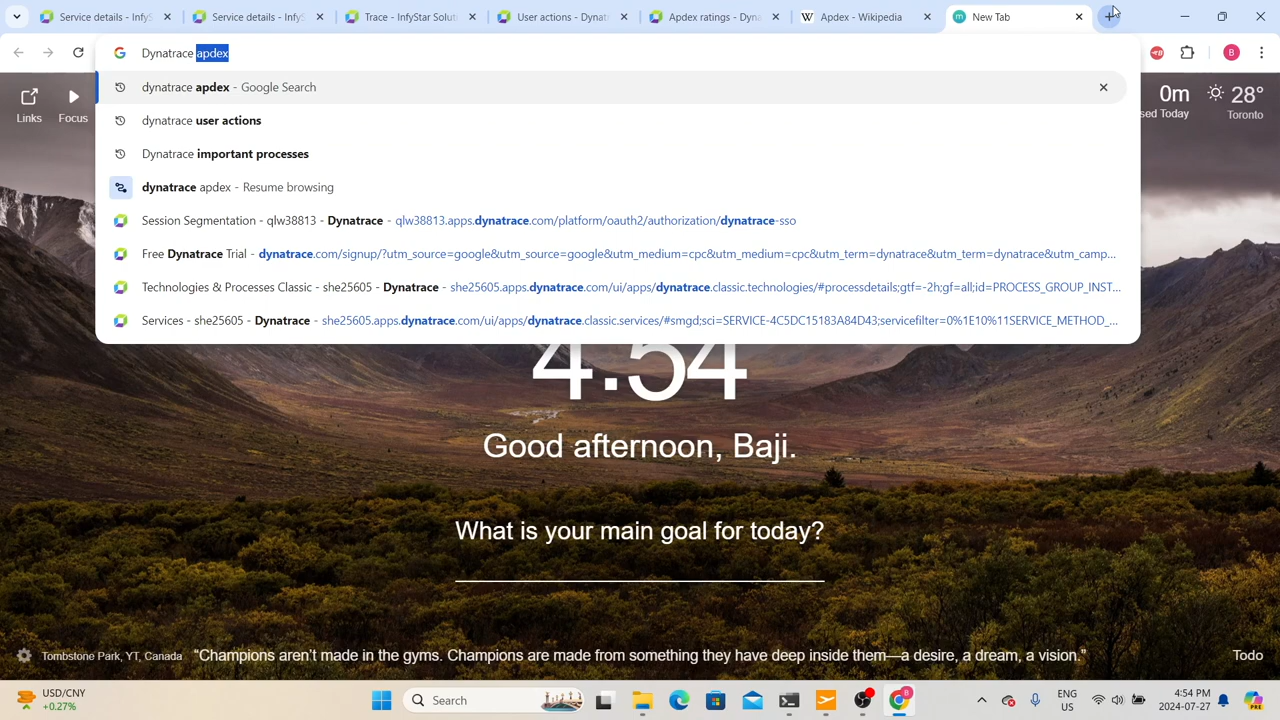 Service details - InfyS
Service details - InfyS
Trace - InfyStar Soluti
User actions - Dynat
Apdex ratings - Dyna
Apdex - Wikipedia
New Tab
Dynatrace apdex
B
dynatrace apdex - Google Search
dynatrace user actions
Dynatrace important processes
dynatrace apdex - Resume browsing
Session Segmentation - qlw38813 - Dynatrace - qlw38813.apps.dynatrace.com/platform/oauth2/authorization/dynatrace-sso
Free Dynatrace Trial - dynatrace.com/signup/?utm_source=google&utm_source=google&utm_medium=cpc&utm_medium=cpc&utm_term=dynatrace&utm_term=dynatrace&utm_camp...
Technologies & Processes Classic - she25605 - Dynatrace - she25605.apps.dynatrace.com/ui/apps/dynatrace.classic.technologies/#processdetails;gtf=-2h;gf=all;id=PROCESS_GROUP_INST...
Services - she25605 - Dynatrace - she25605.apps.dynatrace.com/ui/apps/dynatrace.classic.services/#smgd;sci=SERVICE-4C5DC15183A84D43;servicefilter=0%1E10%11SERVICE_METHOD_...
Links
Focus
0m
sed Today
28°
Toronto
4:54
Good afternoon, Baji.
What is your main goal for today?
Tombstone Park, YT, Canada
“Champions aren’t made in the gyms. Champions are made from something they have deep inside them—a desire, a dream, a vision.”
Todo
USD/CNY
+0.27%
Search
ENG
US
4:54 PM
2024-07-27